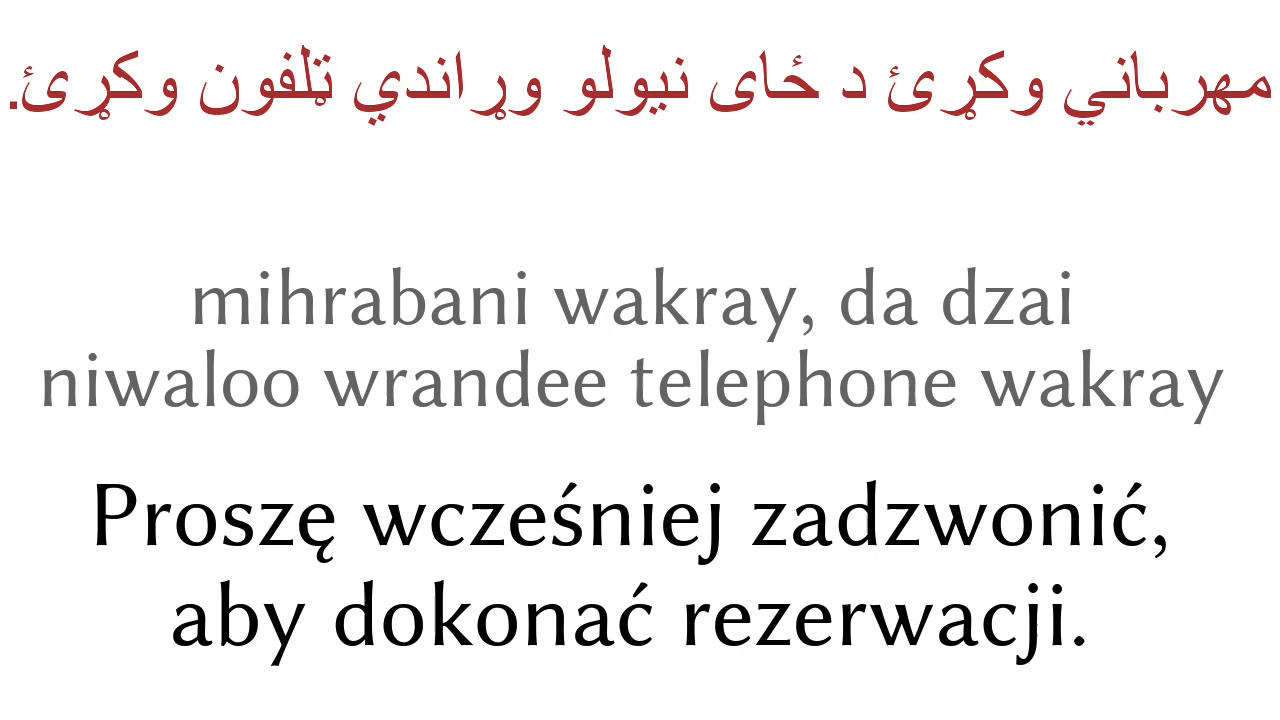 مهرباني وکړئ د ځای نیولو وړاندي ټلفون وکړئ.
mihrabani wakray, da dzai
niwaloo wrandee telephone wakray
Proszę wcześniej zadzwonić,
aby dokonać rezerwacji.